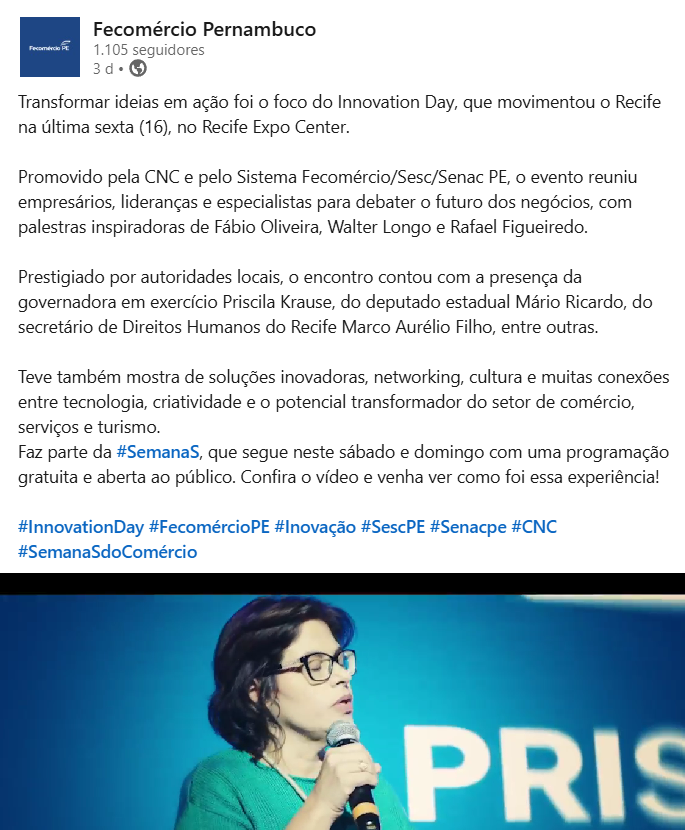 Fecomércio PE
Fecomércio Pernambuco
1.105 seguidores
3 d •
Transformar ideias em ação foi o foco do Innovation Day, que movimentou o Recife
na última sexta (16), no Recife Expo Center.
Promovido pela CNC e pelo Sistema Fecomércio/Sesc/Senac PE, o evento reuniu
empresários, lideranças e especialistas para debater o futuro dos negócios, com
palestras inspiradoras de Fábio Oliveira, Walter Longo e Rafael Figueiredo.
Prestigiado por autoridades locais, o encontro contou com a presença da
governadora em exercício Priscila Krause, do deputado estadual Mário Ricardo, do
secretário de Direitos Humanos do Recife Marco Aurélio Filho, entre outras.
Teve também mostra de soluções inovadoras, networking, cultura e muitas conexões
entre tecnologia, criatividade e o potencial transformador do setor de comércio,
serviços e turismo.
Faz parte da #SemanaS, que segue neste sábado e domingo com uma programação
gratuita e aberta ao público. Confira o vídeo e venha ver como foi essa experiência!
#InnovationDay #FecomércioPE #Inovação #SescPE #Senacpe #CNC
#SemanaSdoComércio
PRIS